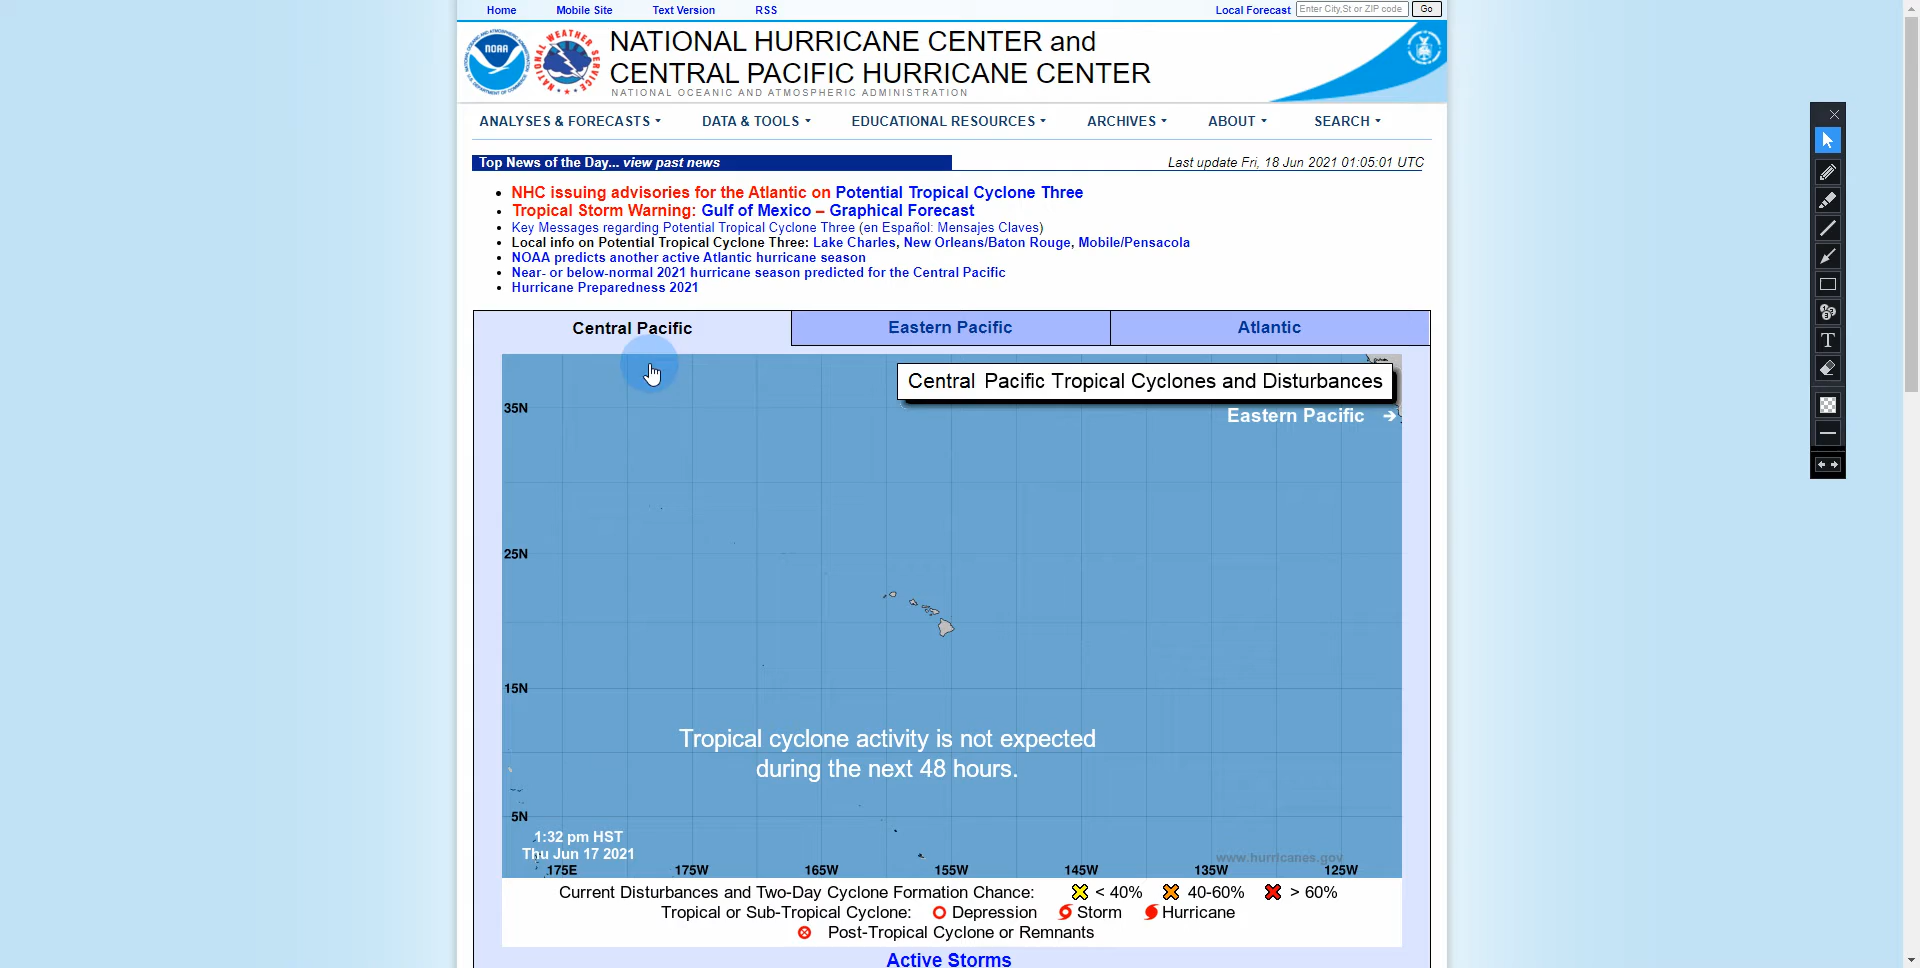 Home Mobile Site Text Version RSS Local Forecast Enter City,St or ZIP code Go
NOAA
NATIONAL HURRICANE CENTER and
CENTRAL PACIFIC HURRICANE CENTER
NATIONAL OCEANIC AND ATMOSPHERIC ADMINISTRATION
ANALYSES & FORECASTS DATA & TOOLS EDUCATIONAL RESOURCES ARCHIVES ABOUT SEARCH
Top News of the Day... view past news Last update Fri, 18 Jun 2021 01:05:01 UTC
NHC issuing advisories for the Atlantic on Potential Tropical Cyclone Three
Tropical Storm Warning: Gulf of Mexico – Graphical Forecast
Key Messages regarding Potential Tropical Cyclone Three (en Español: Mensajes Claves)
Local info on Potential Tropical Cyclone Three: Lake Charles, New Orleans/Baton Rouge, Mobile/Pensacola
NOAA predicts another active Atlantic hurricane season
Near- or below-normal 2021 hurricane season predicted for the Central Pacific
Hurricane Preparedness 2021
Central Pacific Eastern Pacific Atlantic
Central Pacific Tropical Cyclones and Disturbances
35N
Eastern Pacific
25N
15N
Tropical cyclone activity is not expected
during the next 48 hours.
5N
1:32 pm HST
Thu Jun 17 2021
www.hurricanes.gov
175E 175W 165W 155W 145W 135W 125W
Current Disturbances and Two-Day Cyclone Formation Chance: < 40% 40-60% > 60%
Tropical or Sub-Tropical Cyclone: Depression Storm Hurricane
Post-Tropical Cyclone or Remnants
Active Storms